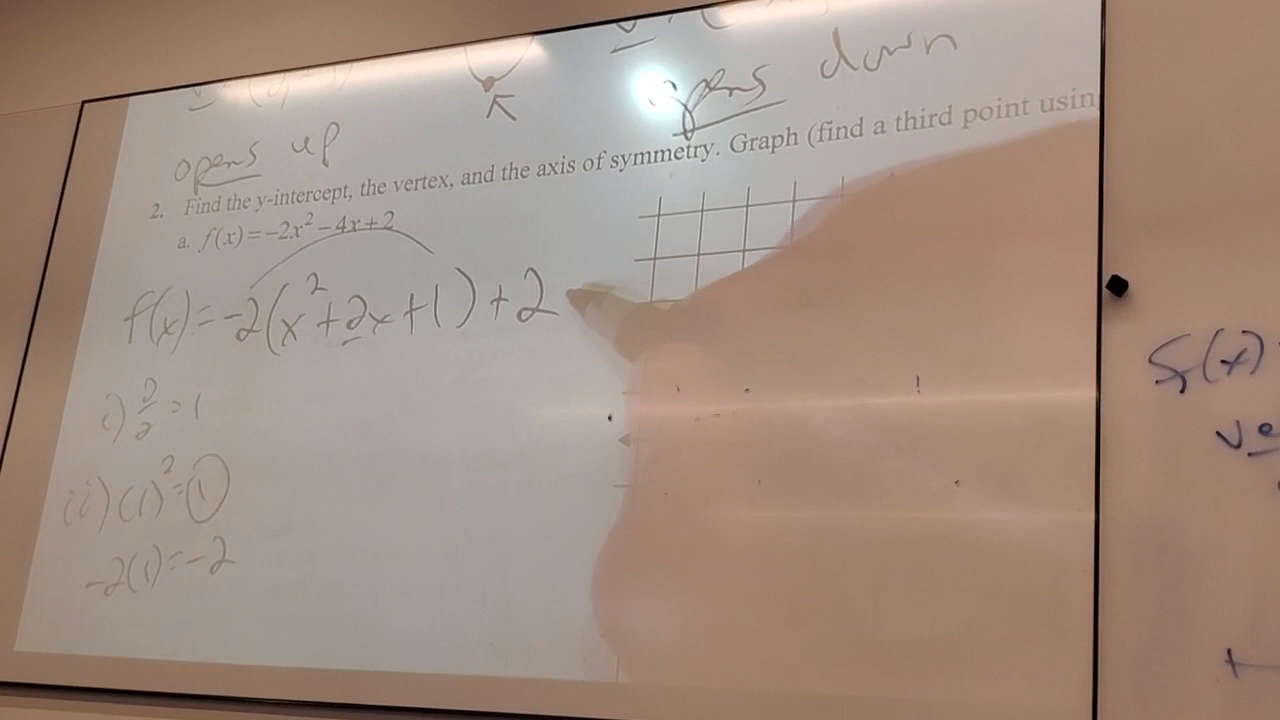 opens down
opens up
2. Find the y-intercept, the vertex, and the axis of symmetry. Graph (find a third point usin
a. f(x)=-2x²-4x+2
f(x)=-2(x²+2x+1)+2
i) 2/2=1
ii) (1)²=1
-2(1)=-2
f(x)
ve